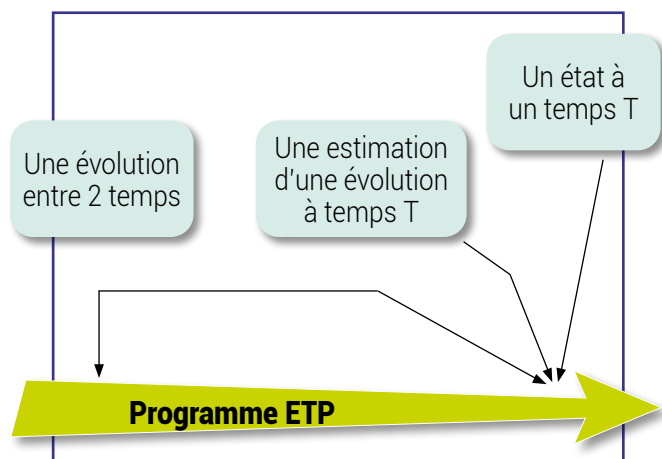 Un état à
un temps T
Une estimation
d'une évolution
à temps T
Une évolution
entre 2 temps
Programme ETP